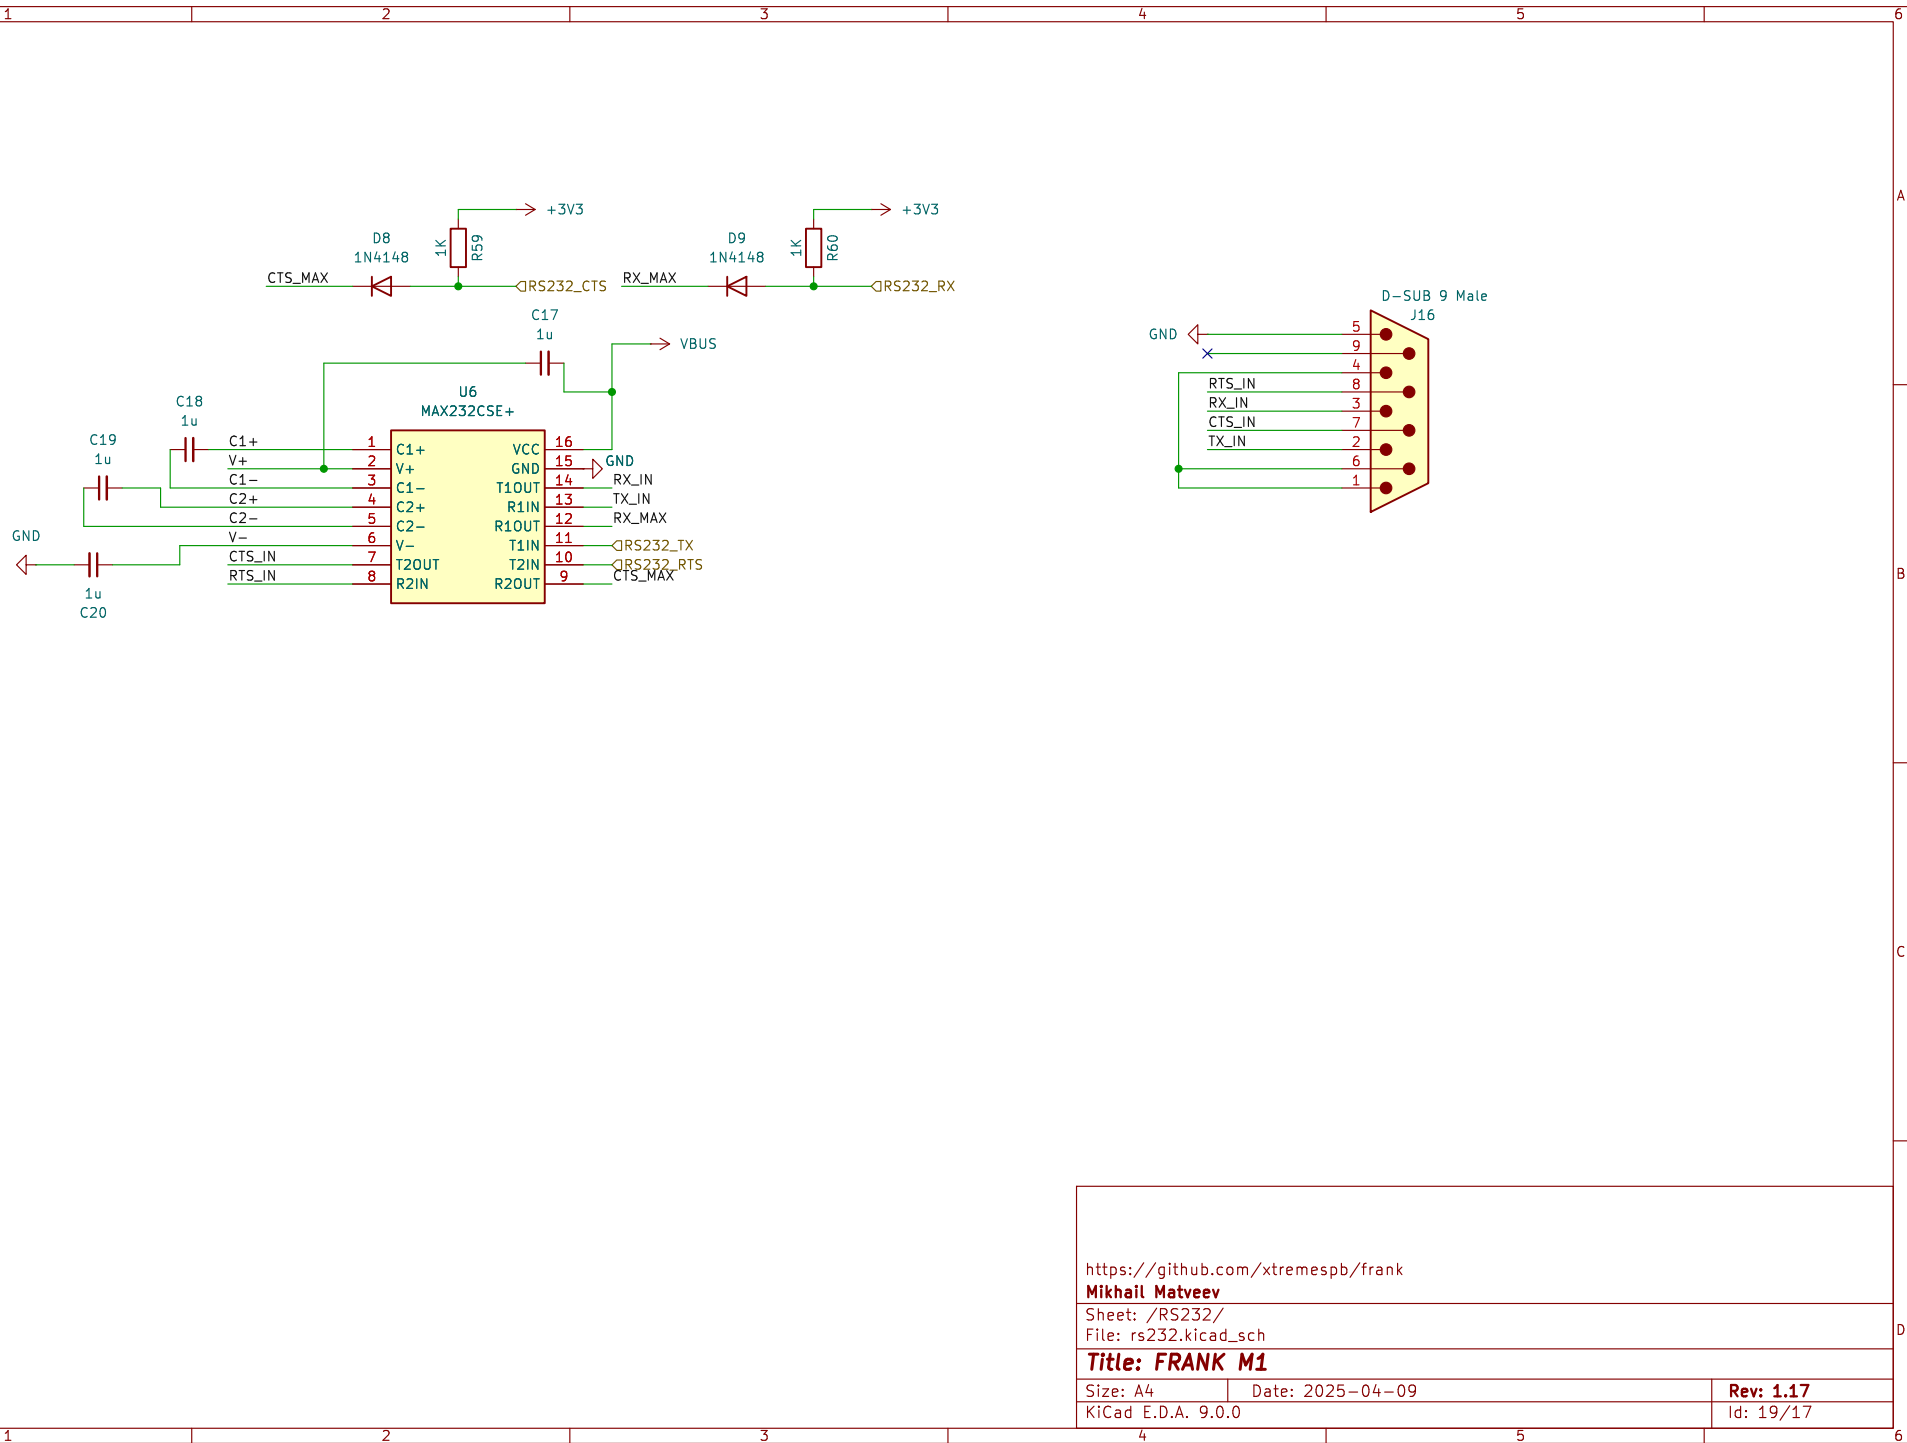 1 2 3 4 5 6
A
B
C
D
+3V3
D8
1N4148
1K
R59
CTS_MAX
RS232_CTS
+3V3
D9
1N4148
1K
R60
RX_MAX
RS232_RX
C17
1u
VBUS
U6
MAX232CSE+
C18
1u
C19
1u
GND
1u
C20
C1+
V+
C1-
C2+
C2-
V-
CTS_IN
RTS_IN
1 C1+
2 V+
3 C1-
4 C2+
5 C2-
6 V-
7 T2OUT
8 R2IN
VCC 16
GND 15 GND
T1OUT 14 RX_IN
R1IN 13 TX_IN
R1OUT 12 RX_MAX
T1IN 11 RS232_TX
T2IN 10 RS232_RTS
R2OUT 9 CTS_MAX
D-SUB 9 Male
J16
GND 5
9
4
RTS_IN 8
RX_IN 3
CTS_IN 7
TX_IN 2
6
1
https://github.com/xtremespb/frank
Mikhail Matveev
Sheet: /RS232/
File: rs232.kicad_sch
Title: FRANK M1
Size: A4 Date: 2025-04-09 Rev: 1.17
KiCad E.D.A. 9.0.0 Id: 19/17
1 2 3 4 5 6